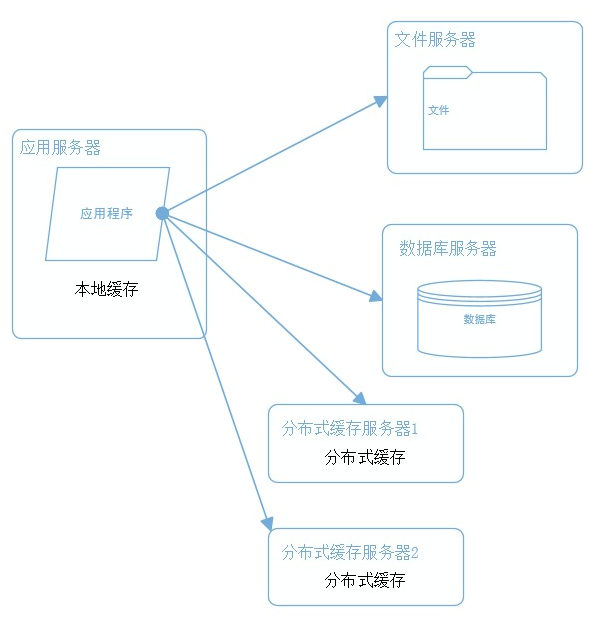 文件服务器
文件
应用服务器
应用程序
本地缓存
数据库服务器
数据库
分布式缓存服务器1
分布式缓存
分布式缓存服务器2
分布式缓存